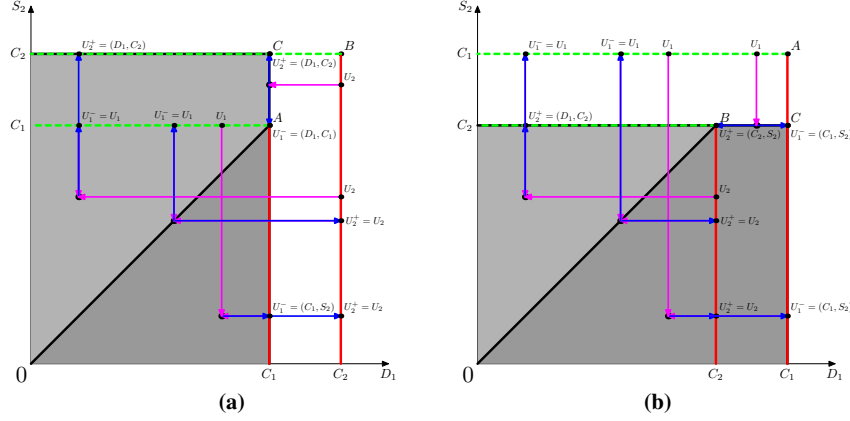 S₂
C₂
U₂⁺ = (D₁, C₂)
C
B
U₂⁺ = (D₁, C₂)
U₂
C₁
U₁⁻ = U₁
U₁⁻ = U₁
U₁
A
U₁⁻ = (D₁, C₁)
U₂
U₂⁺ = U₂
U₁⁻ = (C₁, S₂)
U₂⁺ = U₂
0
C₁
C₂
D₁
(a)
S₂
C₁
U₁⁻ = U₁
U₁⁻ = U₁
U₁
U₁
A
C₂
U₂⁺ = (D₁, C₂)
B
C
U₂⁺ = (C₂, S₂)
U₁⁻ = (C₁, S₂)
U₂
U₂⁺ = U₂
U₂⁺ = U₂
U₁⁻ = (C₁, S₂)
0
C₂
C₁
D₁
(b)